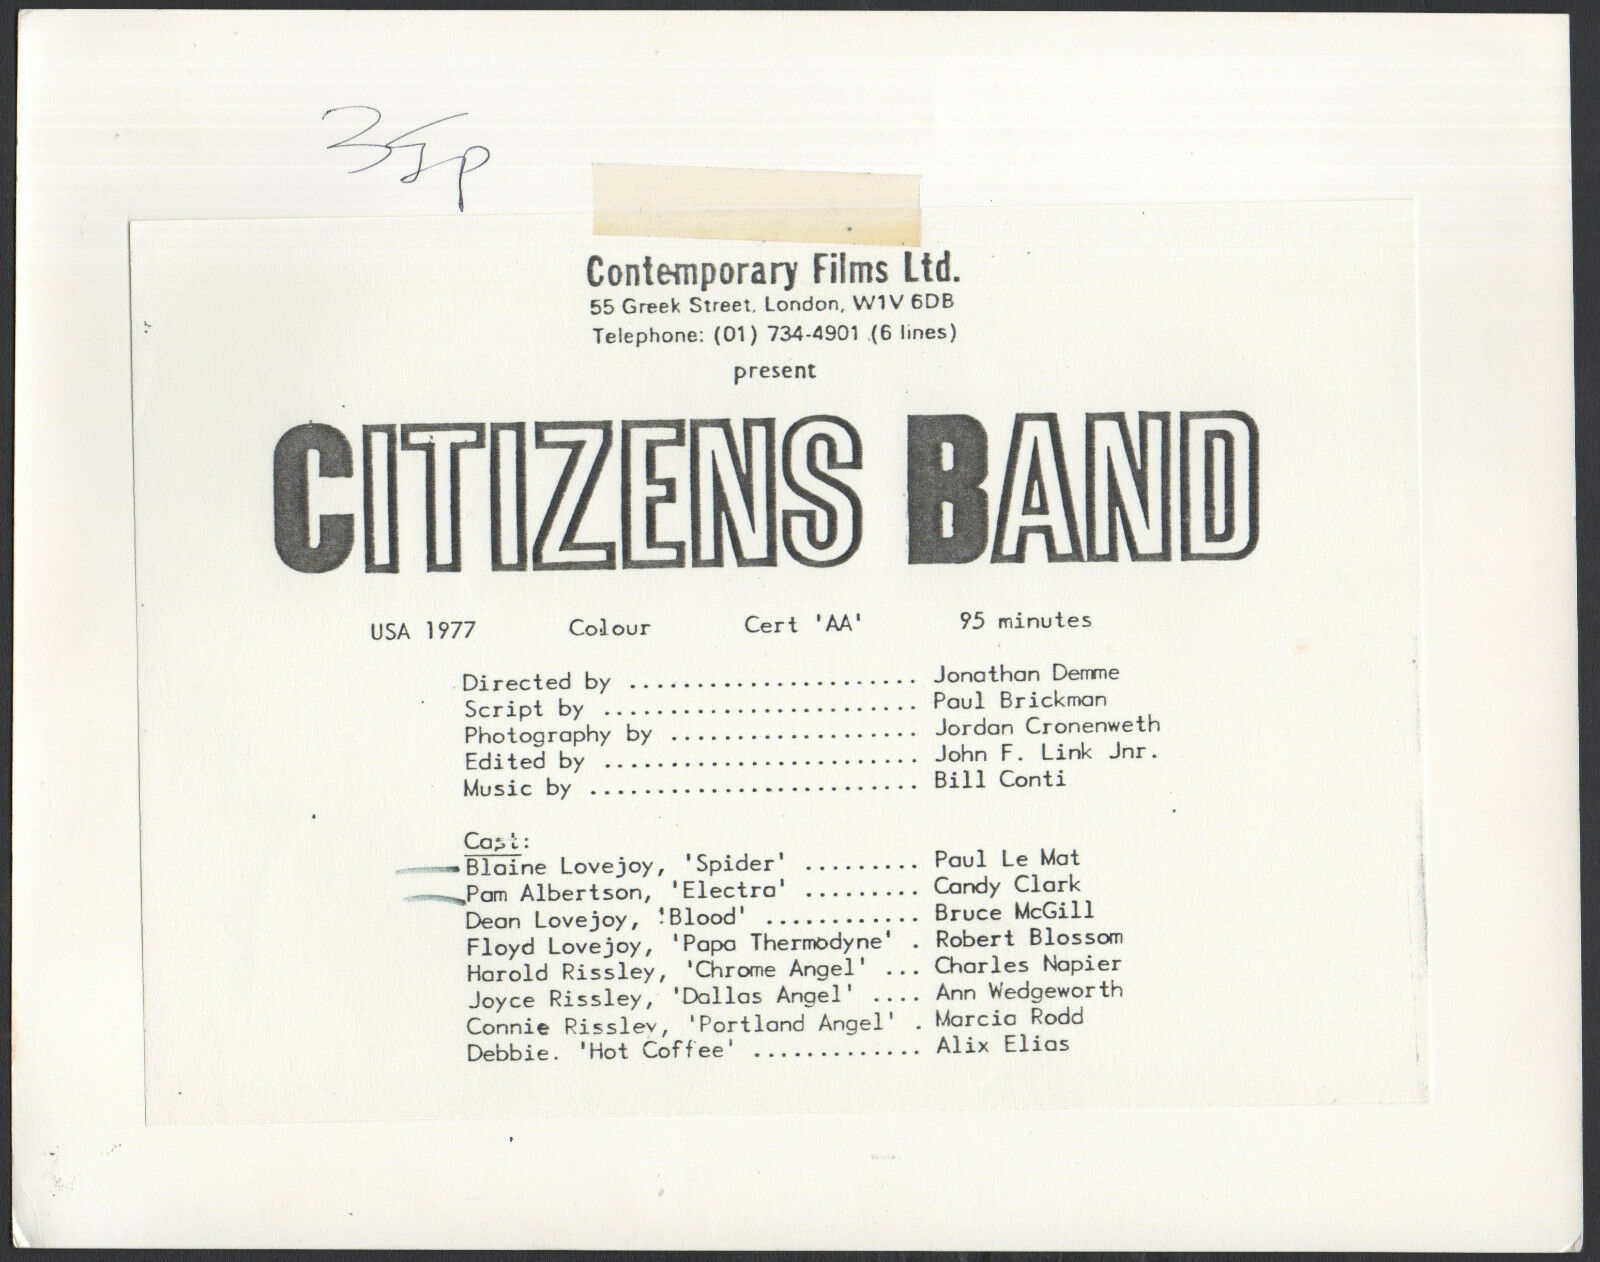 35p
Contemporary Films Ltd.
55 Greek Street, London, W1V 6DB
Telephone: (01) 734-4901 (6 lines)
present
CITIZENS BAND
USA 1977 Colour Cert 'AA' 95 minutes
Directed by ...................... Jonathan Demme
Script by ........................ Paul Brickman
Photography by ................... Jordan Cronenweth
Edited by ........................ John F. Link Jnr.
Music by ......................... Bill Conti
Cast:
Blaine Lovejoy, 'Spider' ......... Paul Le Mat
Pam Albertson, 'Electra' ......... Candy Clark
Dean Lovejoy, 'Blood' ............ Bruce McGill
Floyd Lovejoy, 'Papa Thermodyne' . Robert Blossom
Harold Rissley, 'Chrome Angel' ... Charles Napier
Joyce Rissley, 'Dallas Angel' .... Ann Wedgeworth
Connie Rissley, 'Portland Angel' . Marcia Rodd
Debbie. 'Hot Coffee' ............. Alix Elias